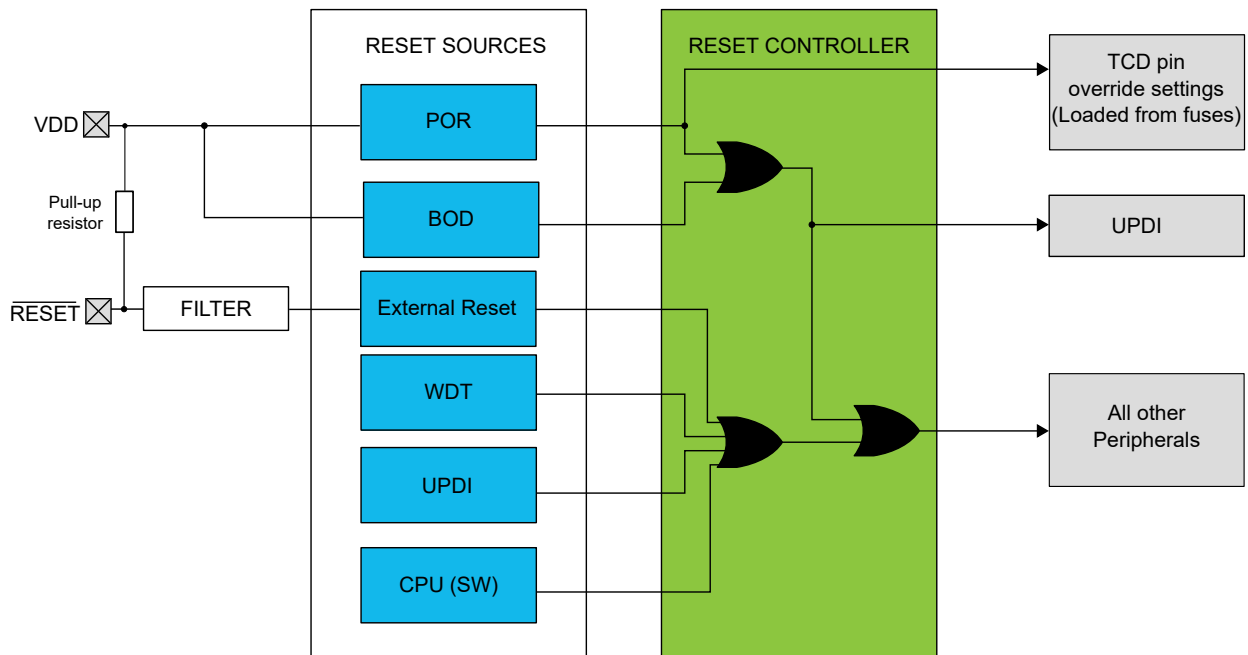 RESET SOURCES
RESET CONTROLLER
VDD
Pull-up
resistor
RESET
FILTER
POR
BOD
External Reset
WDT
UPDI
CPU (SW)
TCD pin
override settings
(Loaded from fuses)
UPDI
All other
Peripherals